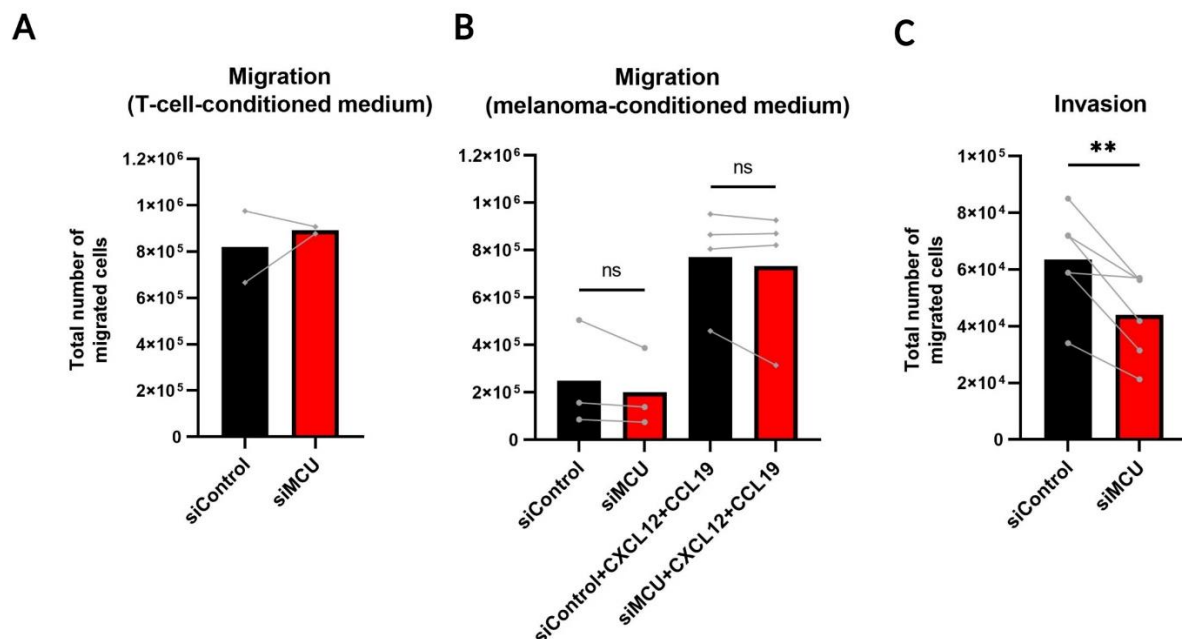 A
Migration
(T-cell-conditioned medium)
Total number of
migrated cells
1.2×10⁶
1×10⁶
8×10⁵
6×10⁵
4×10⁵
2×10⁵
0
siControl
siMCU
B
Migration
(melanoma-conditioned medium)
1.2×10⁶
1×10⁶
8×10⁵
6×10⁵
4×10⁵
2×10⁵
0
ns
ns
siControl
siMCU
siControl+CXCL12+CCL19
siMCU+CXCL12+CCL19
C
Invasion
Total number of
migrated cells
1×10⁵
8×10⁴
6×10⁴
4×10⁴
2×10⁴
0
**
siControl
siMCU